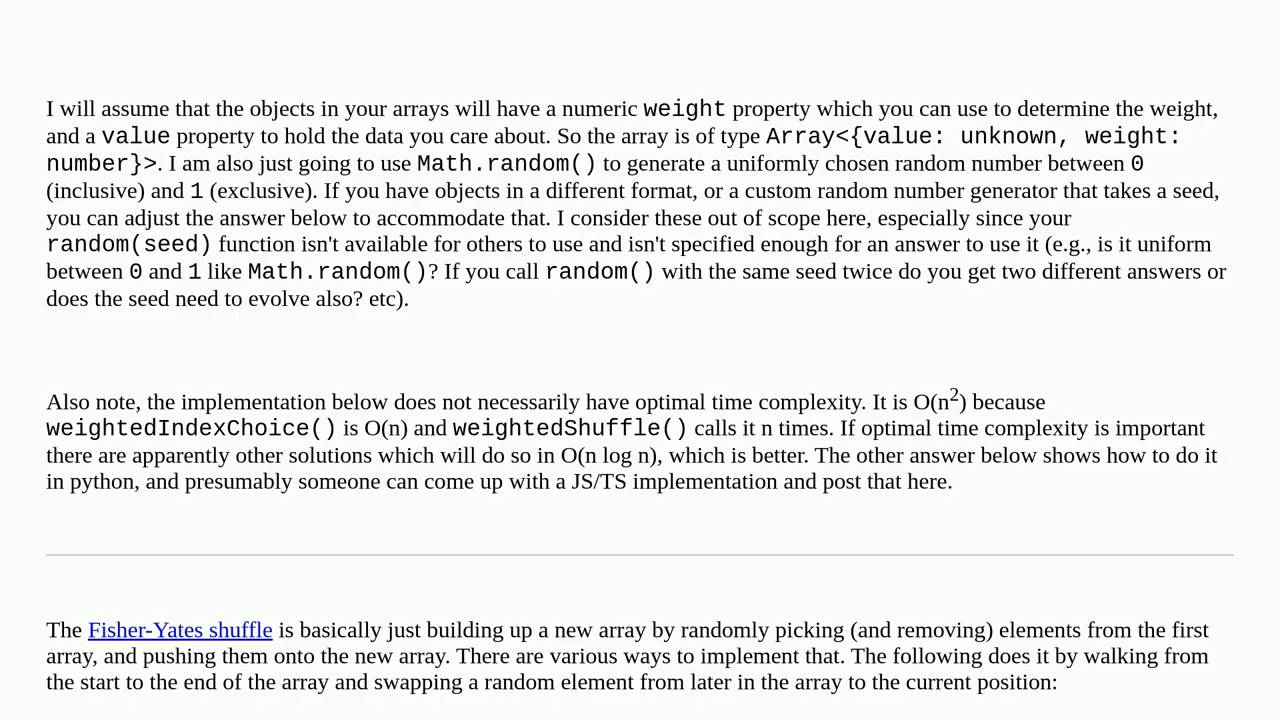 I will assume that the objects in your arrays will have a numeric weight property which you can use to determine the weight,
and a value property to hold the data you care about. So the array is of type Array<{value: unknown, weight:
number}>. I am also just going to use Math.random() to generate a uniformly chosen random number between 0
(inclusive) and 1 (exclusive). If you have objects in a different format, or a custom random number generator that takes a seed,
you can adjust the answer below to accommodate that. I consider these out of scope here, especially since your
random(seed) function isn't available for others to use and isn't specified enough for an answer to use it (e.g., is it uniform
between 0 and 1 like Math.random()? If you call random() with the same seed twice do you get two different answers or
does the seed need to evolve also? etc).
Also note, the implementation below does not necessarily have optimal time complexity. It is O(n²) because
weightedIndexChoice() is O(n) and weightedShuffle() calls it n times. If optimal time complexity is important
there are apparently other solutions which will do so in O(n log n), which is better. The other answer below shows how to do it
in python, and presumably someone can come up with a JS/TS implementation and post that here.
The Fisher-Yates shuffle is basically just building up a new array by randomly picking (and removing) elements from the first
array, and pushing them onto the new array. There are various ways to implement that. The following does it by walking from
the start to the end of the array and swapping a random element from later in the array to the current position: